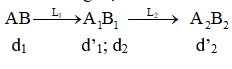 AB —L₁→ A₁B₁ —L₂→ A₂B₂
d₁ d’₁; d₂ d’₂